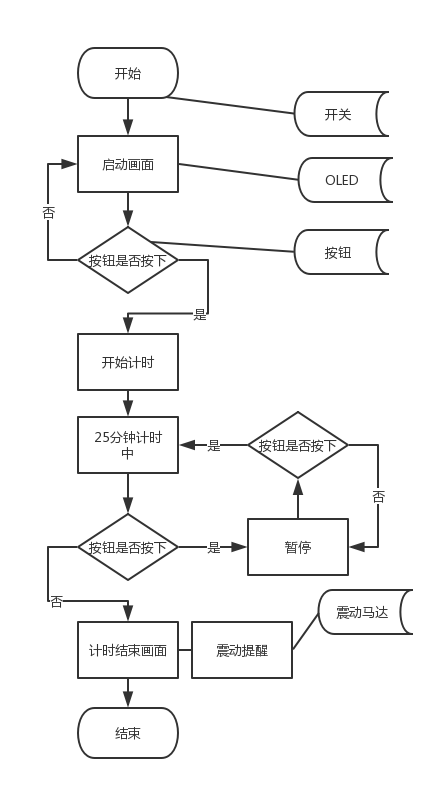 开始
开关
启动画面
OLED
否
按钮
按钮是否按下
是
开始计时
25分钟计时
中
是
按钮是否按下
否
按钮是否按下
是
暂停
否
震动马达
计时结束画面
震动提醒
结束